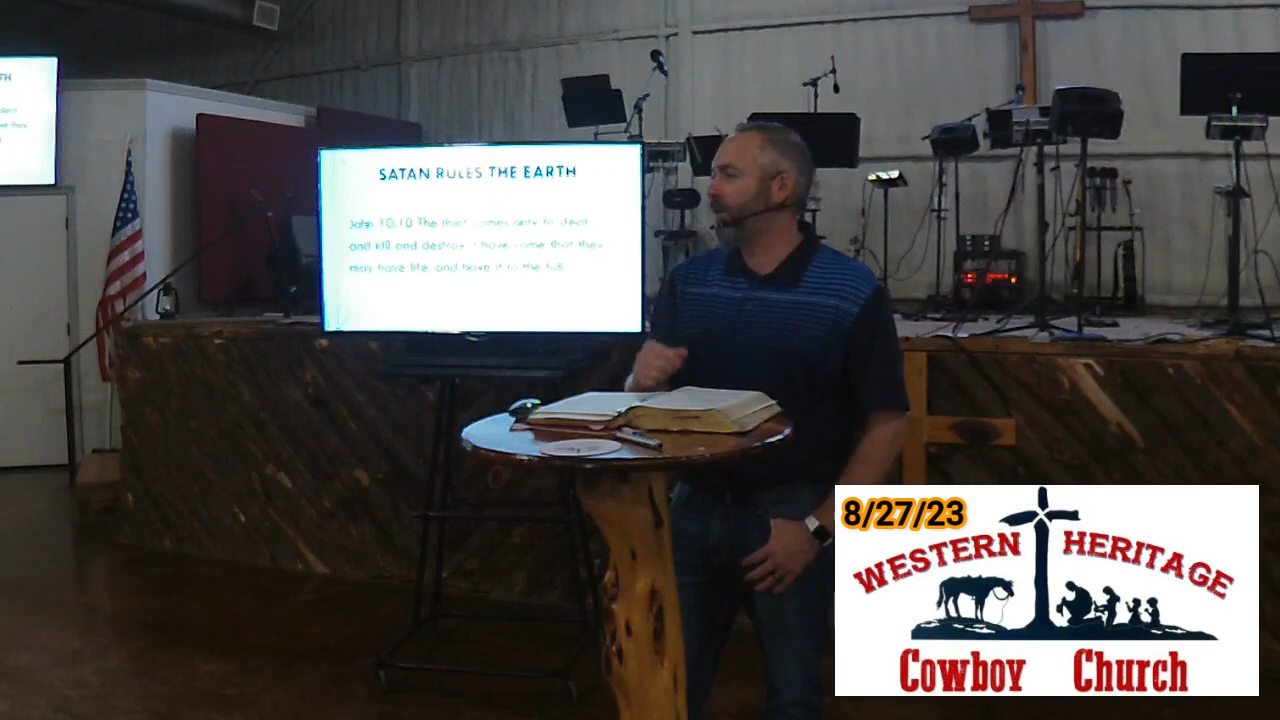 TH
SATAN RULES THE EARTH
John 10:10 The thief comes only to steal
and kill and destroy I have come that they
may have life, and have it to the full
8/27/23
WESTERN HERITAGE
Cowboy Church